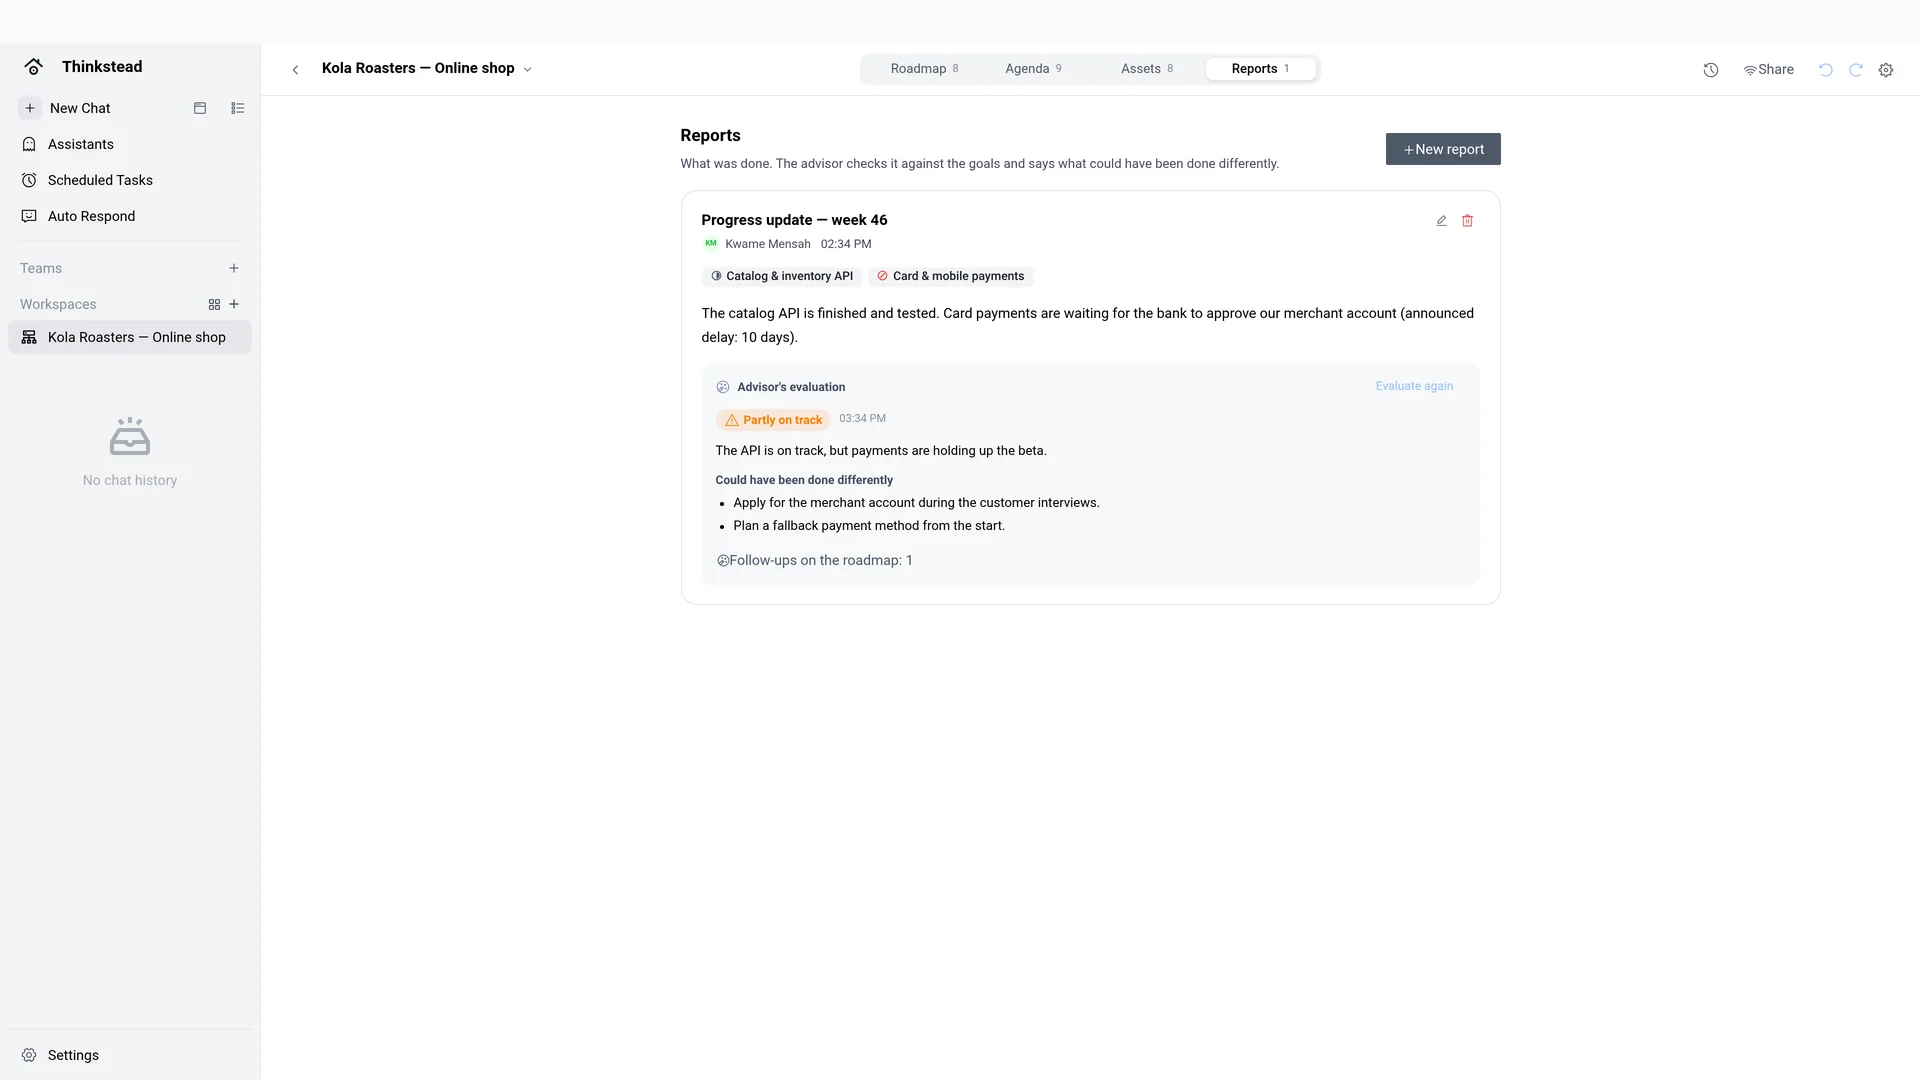 Thinkstead
New Chat
Assistants
Scheduled Tasks
Auto Respond
Teams
Workspaces
Kola Roasters — Online shop
No chat history
Settings
Kola Roasters — Online shop
Roadmap 8
Agenda 9
Assets 8
Reports 1
Share
Reports
What was done. The advisor checks it against the goals and says what could have been done differently.
+New report
Progress update — week 46
KM Kwame Mensah 02:34 PM
Catalog & inventory API
Card & mobile payments
The catalog API is finished and tested. Card payments are waiting for the bank to approve our merchant account (announced
delay: 10 days).
Advisor's evaluation
Evaluate again
Partly on track 03:34 PM
The API is on track, but payments are holding up the beta.
Could have been done differently
• Apply for the merchant account during the customer interviews.
• Plan a fallback payment method from the start.
Follow-ups on the roadmap: 1